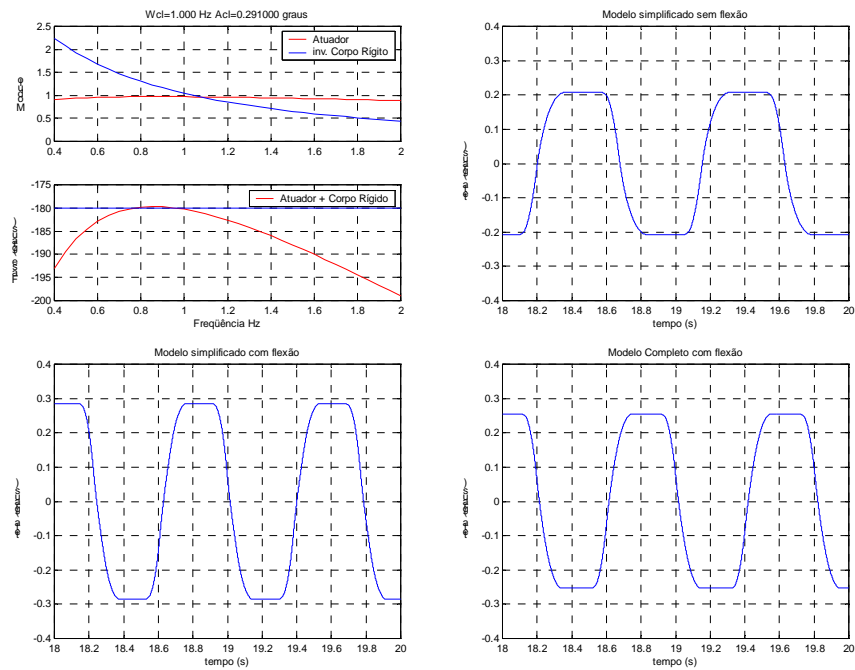 Wcl=1.000 Hz Acl=0.291000 graus
Atuador
inv. Corpo Rígito
2.5
2
1.5
1
0.5
0
0.4 0.6 0.8 1 1.2 1.4 1.6 1.8 2
Atuador + Corpo Rígido
-175
-180
-185
-190
-195
-200
0.4 0.6 0.8 1 1.2 1.4 1.6 1.8 2
Freqüência Hz
Modelo simplificado sem flexão
0.4
0.2
0
-0.2
-0.4
18 18.2 18.4 18.6 18.8 19 19.2 19.4 19.6 19.8 20
tempo (s)
Modelo simplificado com flexão
0.4
0.3
0.2
0.1
0
-0.1
-0.2
-0.3
-0.4
18 18.2 18.4 18.6 18.8 19 19.2 19.4 19.6 19.8 20
tempo (s)
Modelo Completo com flexão
0.4
0.3
0.2
0.1
0
-0.1
-0.2
-0.3
-0.4
18 18.2 18.4 18.6 18.8 19 19.2 19.4 19.6 19.8 20
tempo (s)